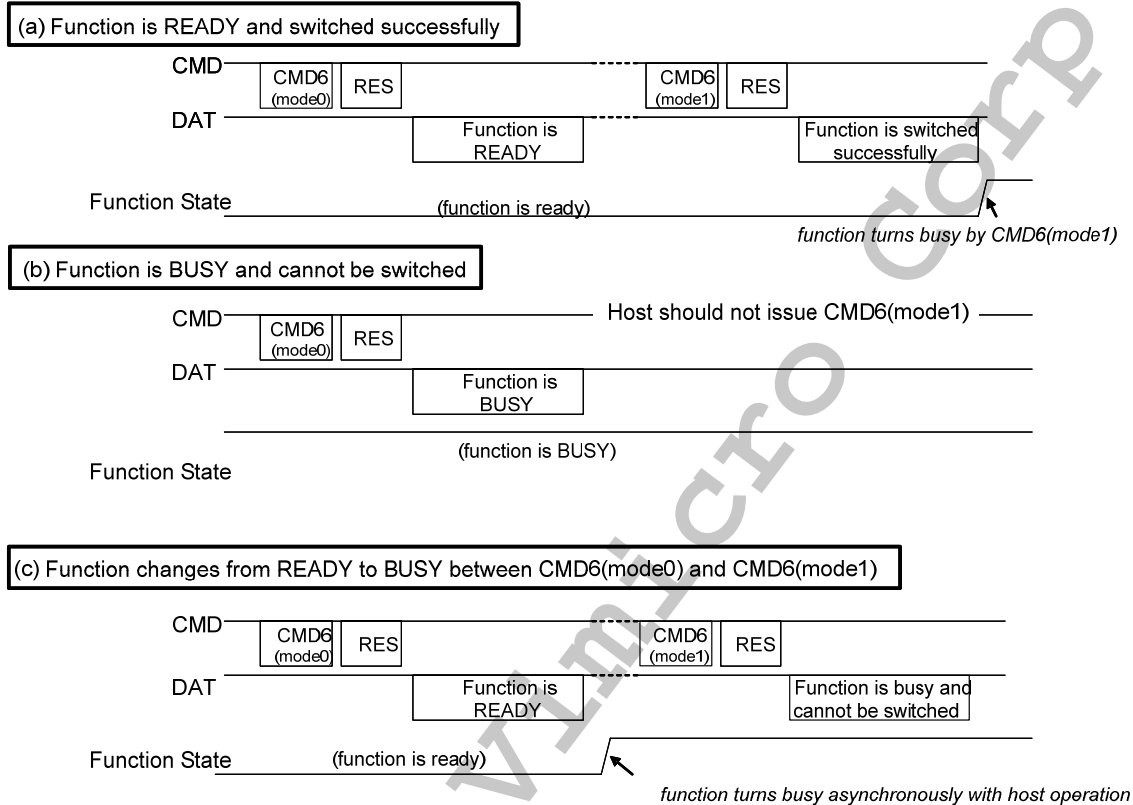 (a) Function is READY and switched successfully
CMD
CMD6
(mode0)
RES
CMD6
(mode1)
RES
DAT
Function is
READY
Function is switched
successfully
Function State
(function is ready)
function turns busy by CMD6(mode1)
(b) Function is BUSY and cannot be switched
CMD
CMD6
(mode0)
RES
Host should not issue CMD6(mode1)
DAT
Function is
BUSY
(function is BUSY)
Function State
(c) Function changes from READY to BUSY between CMD6(mode0) and CMD6(mode1)
CMD
CMD6
(mode0)
RES
CMD6
(mode1)
RES
DAT
Function is
READY
Function is busy and
cannot be switched
Function State
(function is ready)
function turns busy asynchronously with host operation
Vimicro Corp